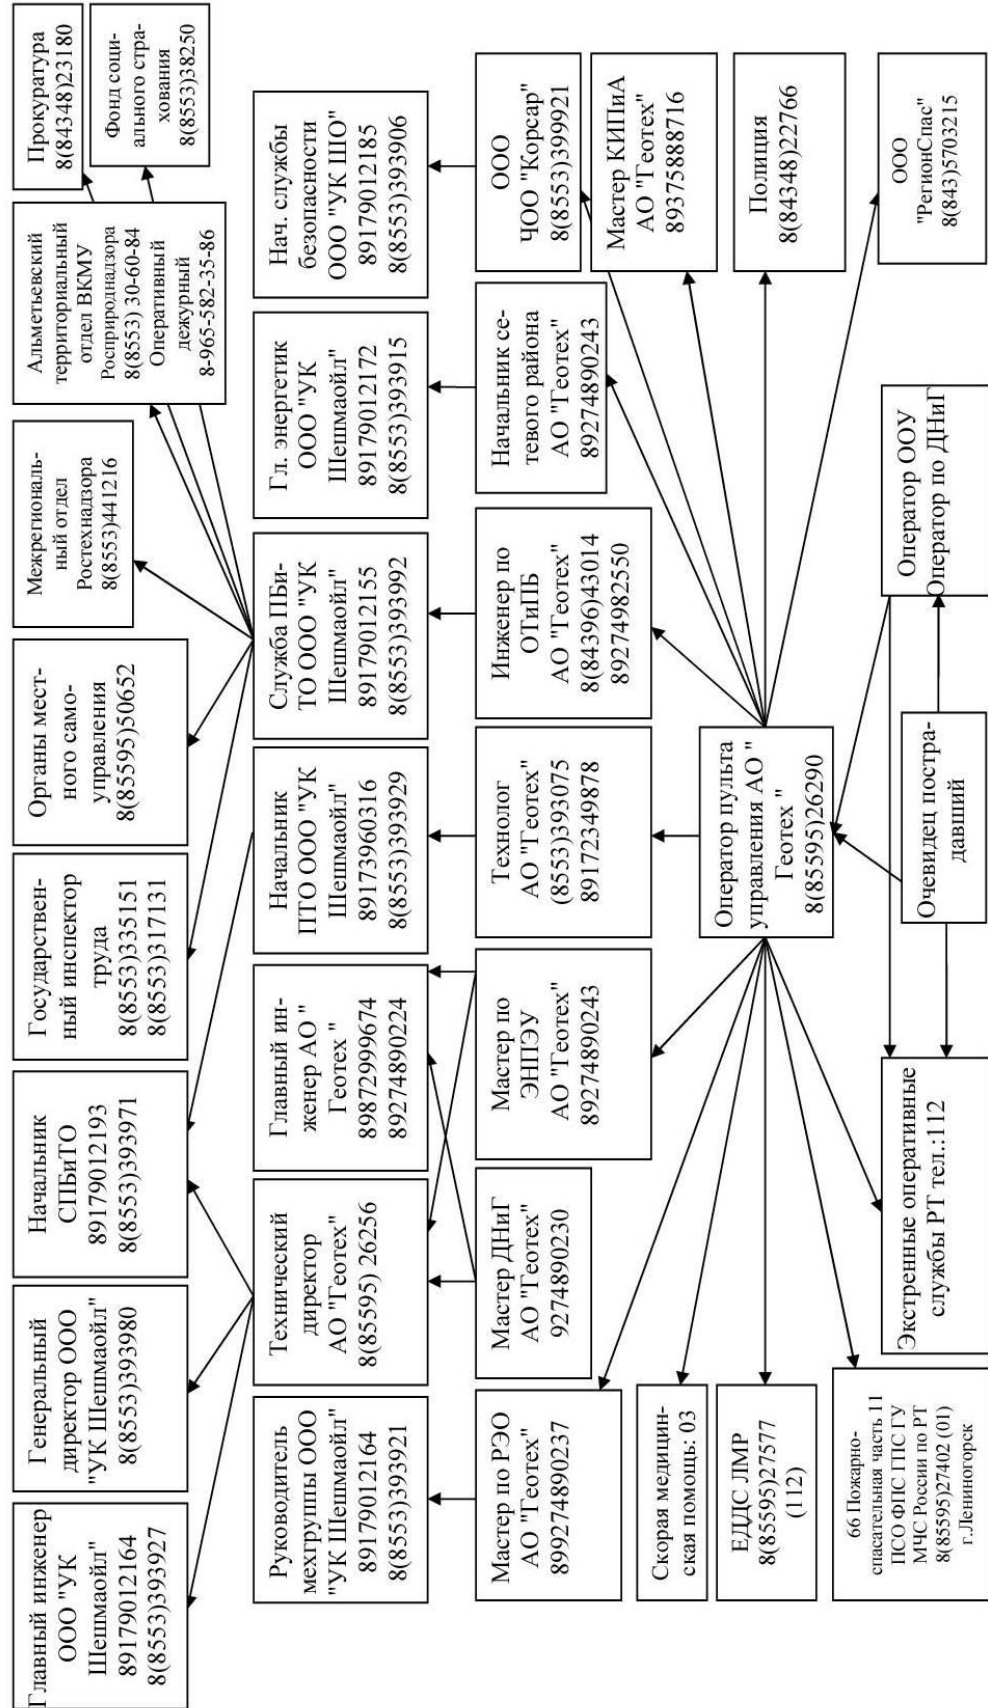 Главный инженер
ООО "УК
Шешмаойл"
89179012164
8(8553)393927
Генеральный
директор ООО
"УК Шешмаойл"
8(8553)393980
Начальник
СПБиТО
89179012193
8(8553)393971
Государствен-
ный инспектор
труда
8(8553)335151
8(8553)317131
Органы мест-
ного само-
управления
8(85595)50652
Межрегиональ-
ный отдел
Ростехнадзора
8(8553)441216
Альметьевский
территориальный
отдел ВКМУ
Росприроднадзора
8(8553) 30-60-84
Оперативный
дежурный
8-965-582-35-86
Прокуратура
8(84348)23180
Фонд соци-
ального стра-
хования
8(8553)38250
Руководитель
мехгруппы ООО
"УК Шешмаойл"
89179012164
8(8553)393921
Технический
директор
АО "Геотех"
8(85595) 26256
Главный ин-
женер АО "
Геотех "
89872999674
89274890224
Начальник
ПТО ООО "УК
Шешмаойл"
89173960316
8(8553)393929
Служба ПБи-
ТО ООО "УК
Шешмаойл"
89179012155
8(8553)393992
Гл. энергетик
ООО "УК
Шешмаойл"
89179012172
8(8553)393915
Нач. службы
безопасности
ООО "УК ШО"
89179012185
8(8553)393906
Мастер по РЭО
АО "Геотех"
899274890237
Мастер ДНиГ
АО "Геотех"
9274890230
Мастер по
ЭНПЭУ
АО "Геотех"
89274890243
Технолог
АО "Геотех"
(8553)393075
89172349878
Инженер по
ОТиПБ
АО "Геотех"
8(84396)43014
89274982550
Начальник се-
тевого района
АО "Геотех"
89274890243
ООО
ЧОО "Корсар"
8(8553)399921
Мастер КИПиА
АО "Геотех"
89375888716
Скорая медицин-
ская помощь: 03
ЕДДС ЛМР
8(85595)27577
(112)
Оператор пульта
управления АО "
Геотех "
8(85595)26290
Полиция
8(84348)22766
66 Пожарно-
спасательная часть 11
ПСО ФПС ГПС ГУ
МЧС России по РТ
8(85595)27402 (01)
г.Лениногорск
Экстренные оперативные
службы РТ тел.:112
Очевидец постра-
давший
Оператор ООУ
Оператор по ДНиГ
ООО
"РегионСпас"
8(843)5703215